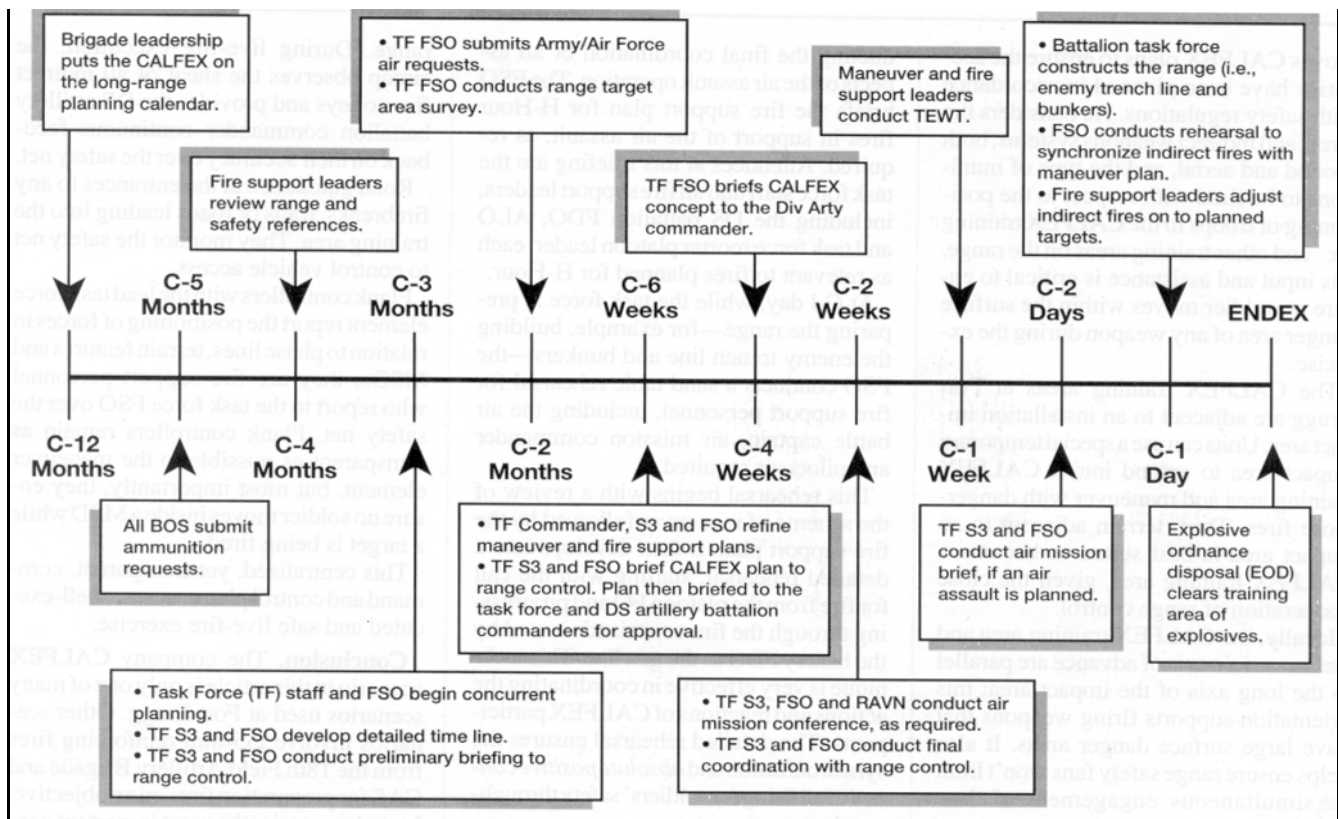 Brigade leadership
puts the CALFEX on
the long-range
planning calendar.
• TF FSO submits Army/Air Force
air requests.
• TF FSO conducts range target
area survey.
Maneuver and fire
support leaders
conduct TEWT.
• Battalion task force
constructs the range (i.e.,
enemy trench line and
bunkers).
• FSO conducts rehearsal to
synchronize indirect fires with
maneuver plan.
• Fire support leaders adjust
indirect fires on to planned
targets.
Fire support leaders
review range and
safety references.
TF FSO briefs CALFEX
concept to Div Arty
commander.
C-5
Months
C-3
Months
C-6
Weeks
C-2
Weeks
C-2
Days
ENDEX
C-12
Months
C-4
Months
C-2
Months
C-4
Weeks
C-1
Week
C-1
Day
All BOS submit
ammunition
requests.
• TF Commander, S3 and FSO refine
maneuver and fire support plans.
• TF S3 and FSO brief CALFEX plan to
range control. Plan then briefed to the
task force and DS artillery battalion
commanders for approval.
TF S3 and FSO
conduct air mission
brief, if an air
assault is planned.
Explosive
ordnance
disposal (EOD)
clears training
area of
explosives.
• Task Force (TF) staff and FSO begin concurrent
planning.
• TF S3 and FSO develop detailed time line.
• TF S3 and FSO conduct preliminary briefing to
range control.
• TF S3, FSO and RAVN conduct air
mission rehearsal, as required.
• TF S3 and FSO conduct final
coordination with range control.